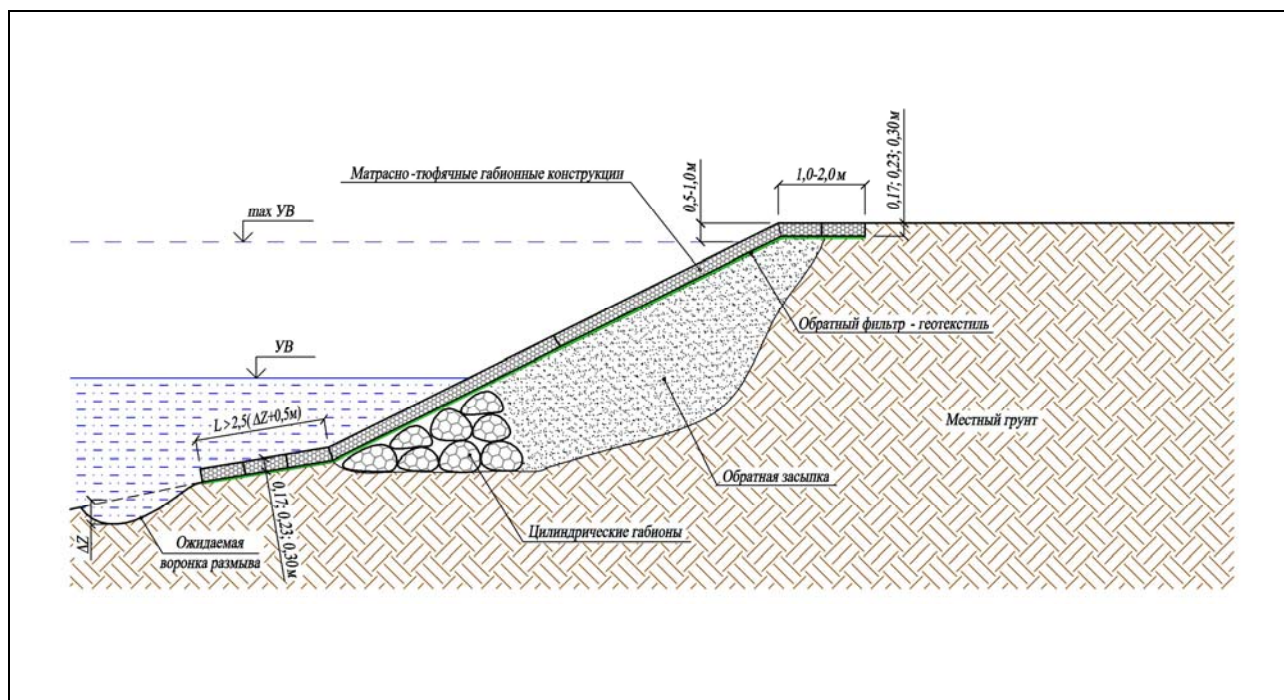 0,5-1,0м
1,0-2,0м
0,17; 0,23; 0,30м
Матрасно -тюфячные габионные конструкции
max УВ
Обратный фильтр - геотекстиль
УВ
L > 2,5( ΔZ+0,5м)
Местный грунт
Обратная засыпка
0,17; 0,23; 0,30м
Цилиндрические габионы
ΔZ
Ожидаемая
воронка размыва